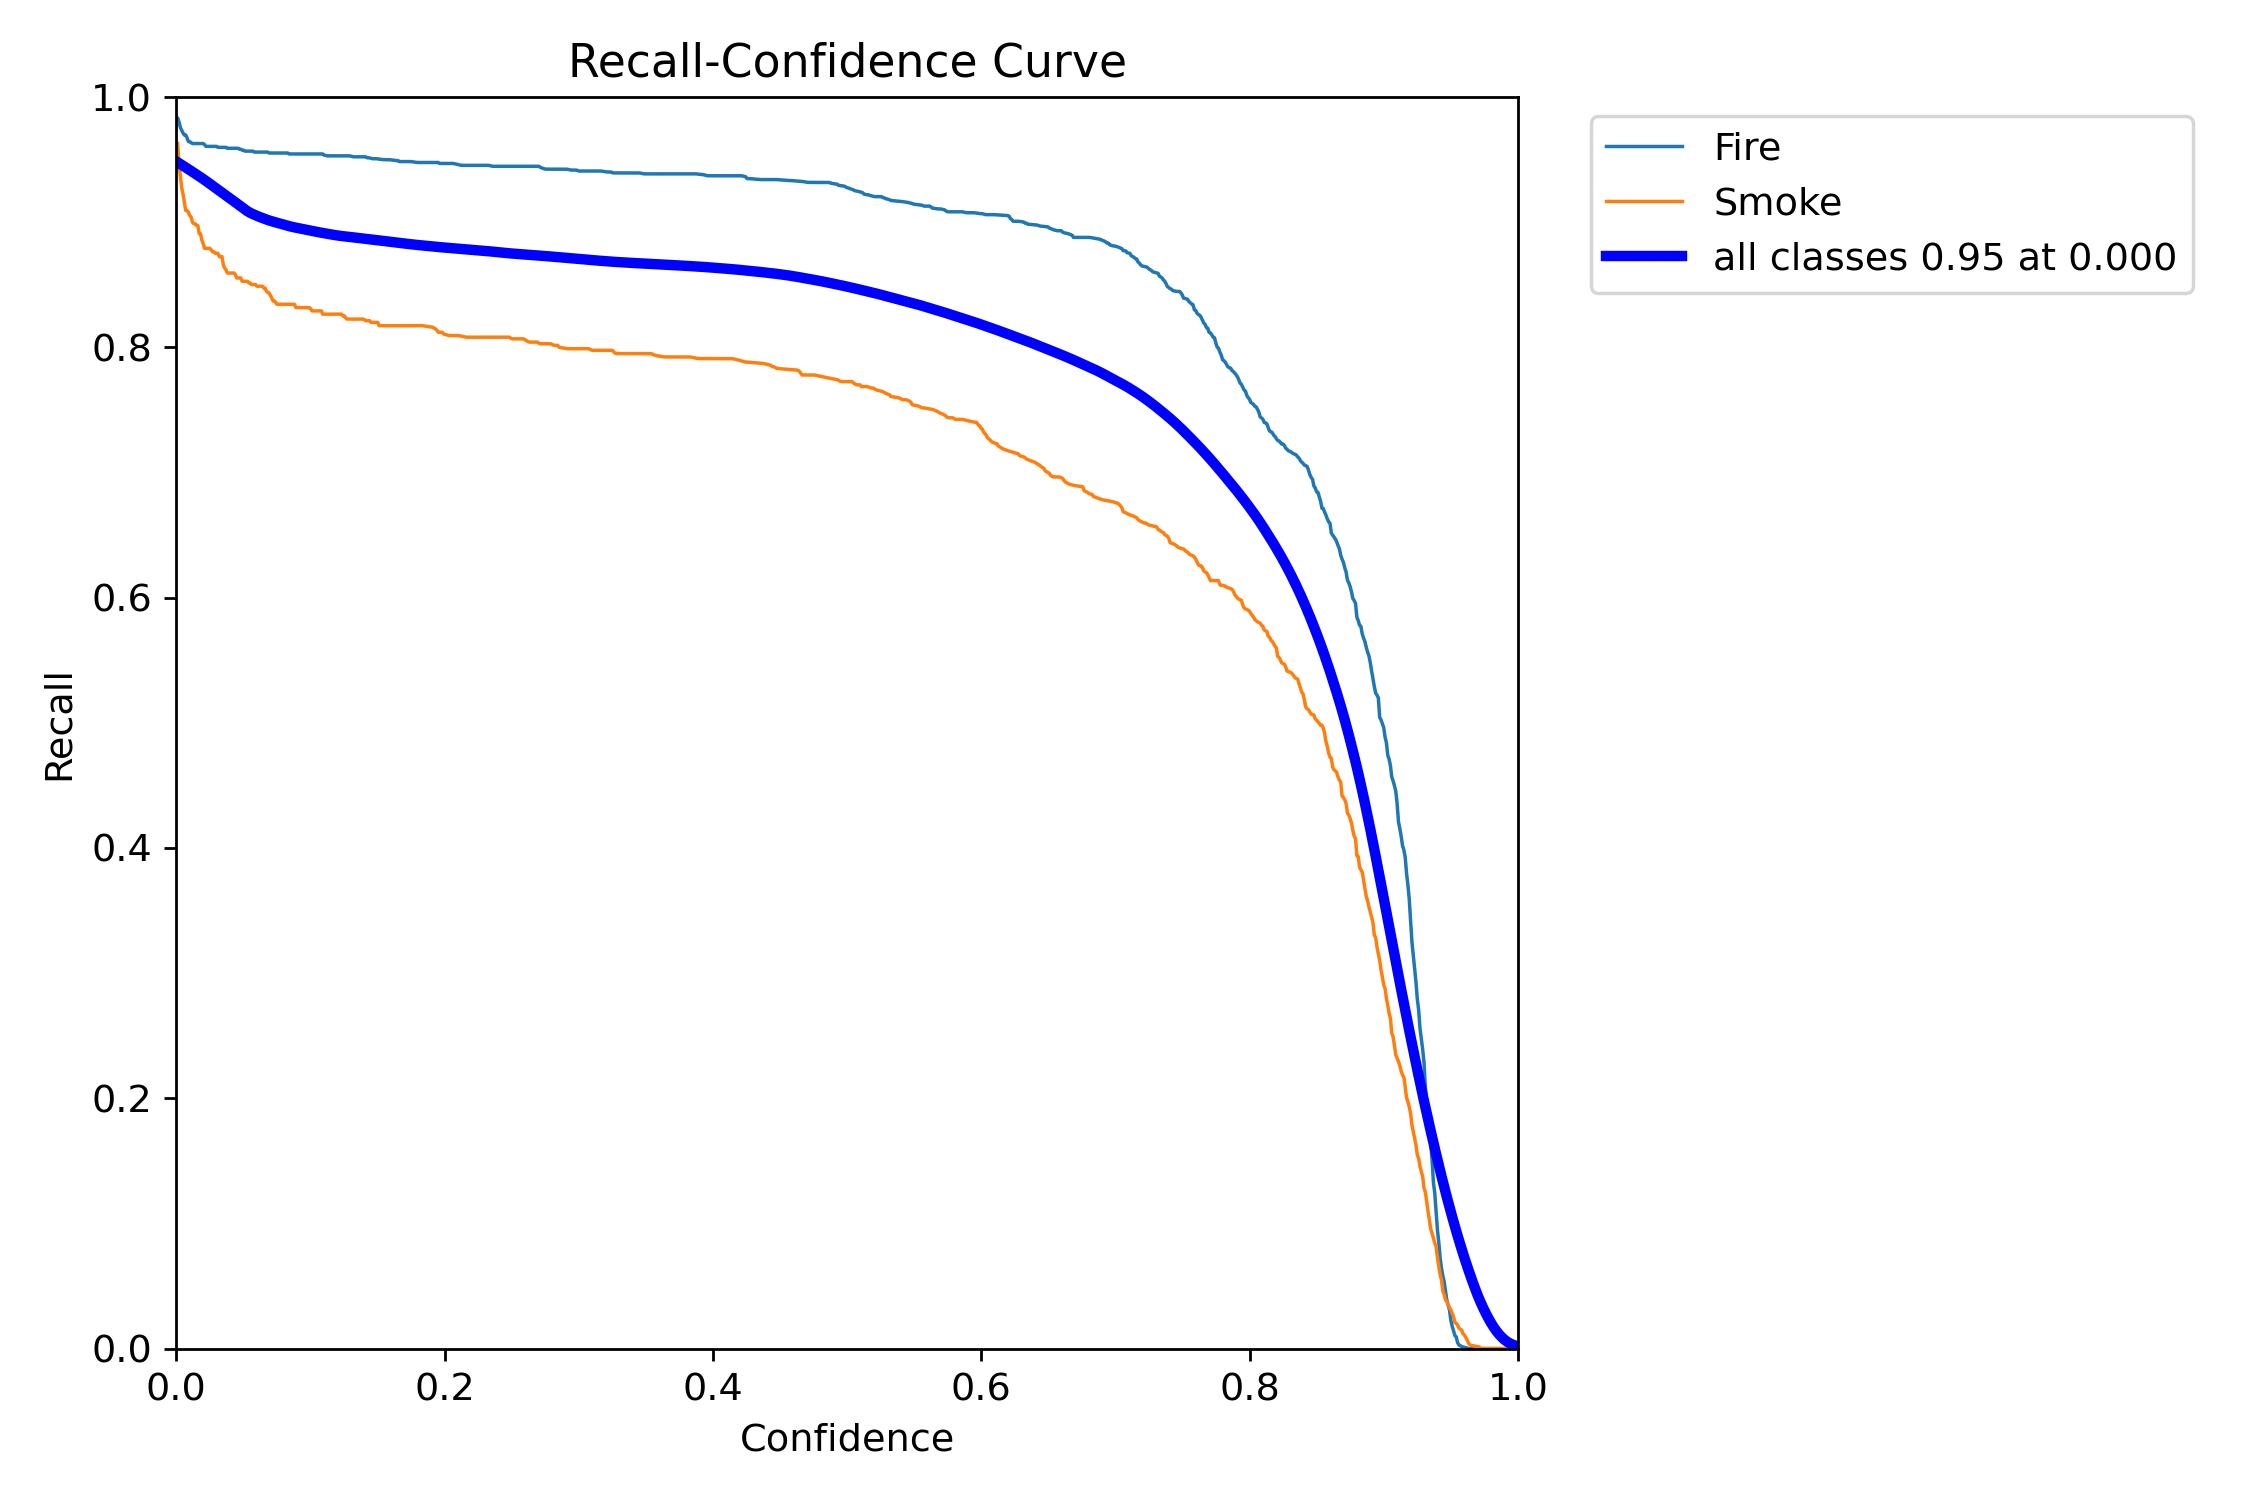 Recall-Confidence Curve
Fire
Smoke
all classes 0.95 at 0.000
Recall
1.0
0.8
0.6
0.4
0.2
0.0
0.0 0.2 0.4 0.6 0.8 1.0
Confidence